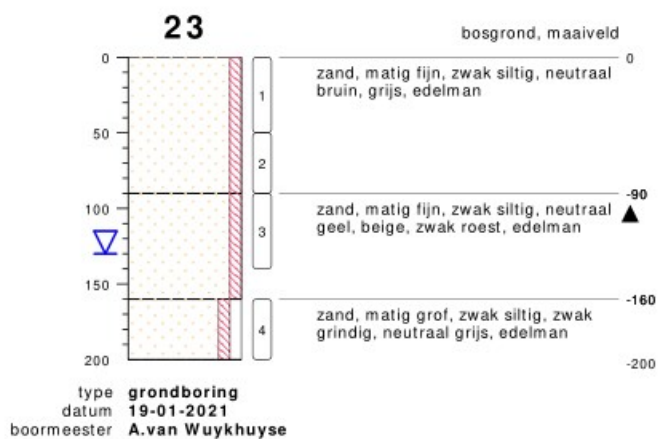 23
bosgrond, maaiveld
0
0
zand, matig fijn, zwak siltig, neutraal
bruin, grijs, edelman
1
50
2
-90
100
zand, matig fijn, zwak siltig, neutraal
geel, beige, zwak roest, edelman
3
150
-160
zand, matig grof, zwak siltig, zwak
grindig, neutraal grijs, edelman
4
200
-200
type grondboring
datum 19-01-2021
boormeester A.van Wuykhuyse